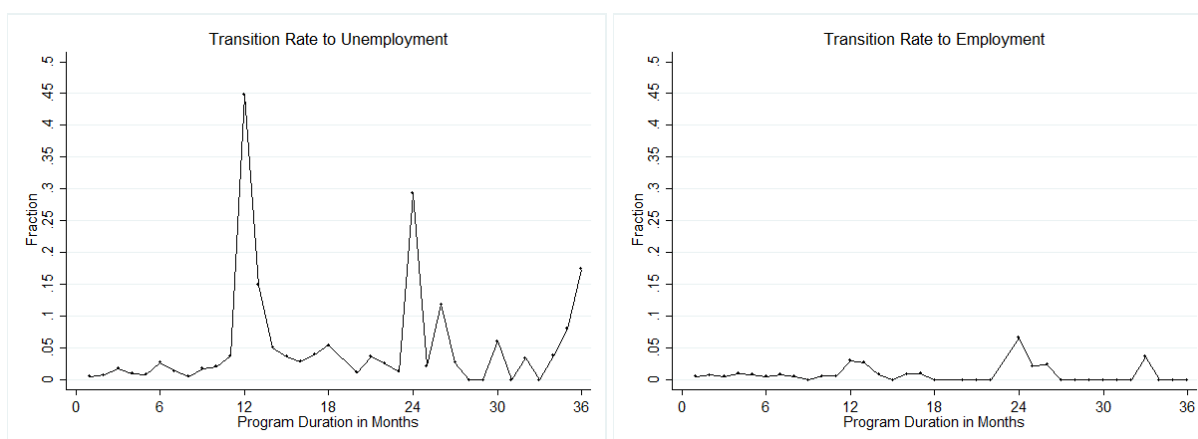 Transition Rate to Unemployment
Fraction
.5
.45
.4
.35
.3
.25
.2
.15
.1
.05
0
0 6 12 18 24 30 36
Program Duration in Months
Transition Rate to Employment
Fraction
.5
.45
.4
.35
.3
.25
.2
.15
.1
.05
0
0 6 12 18 24 30 36
Program Duration in Months